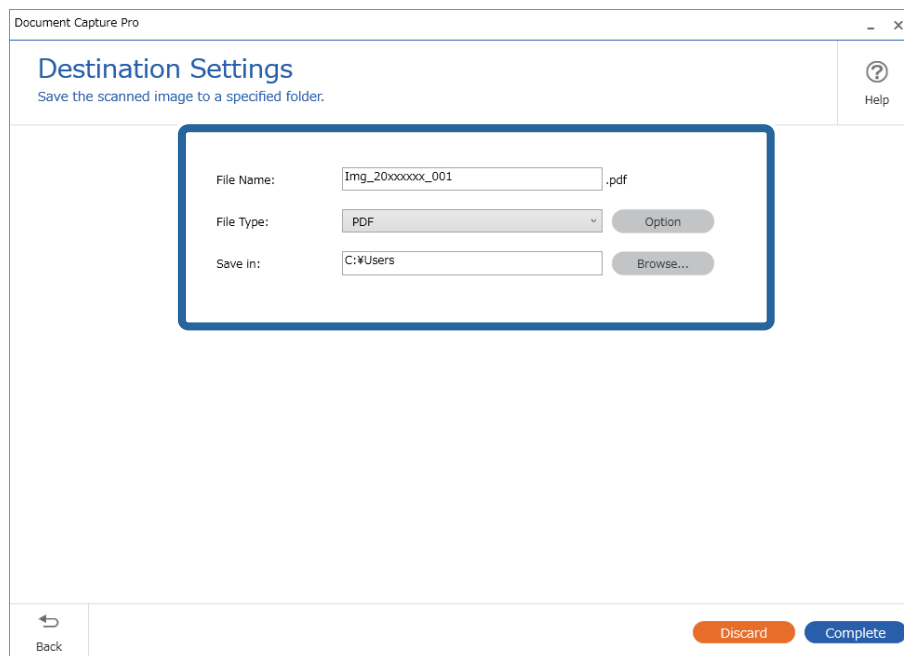 Document Capture Pro
Destination Settings
Save the scanned image to a specified folder.
Help
File Name: Img_20xxxxxx_001 .pdf
File Type: PDF Option
Save in: C:¥Users Browse...
Back
Discard Complete